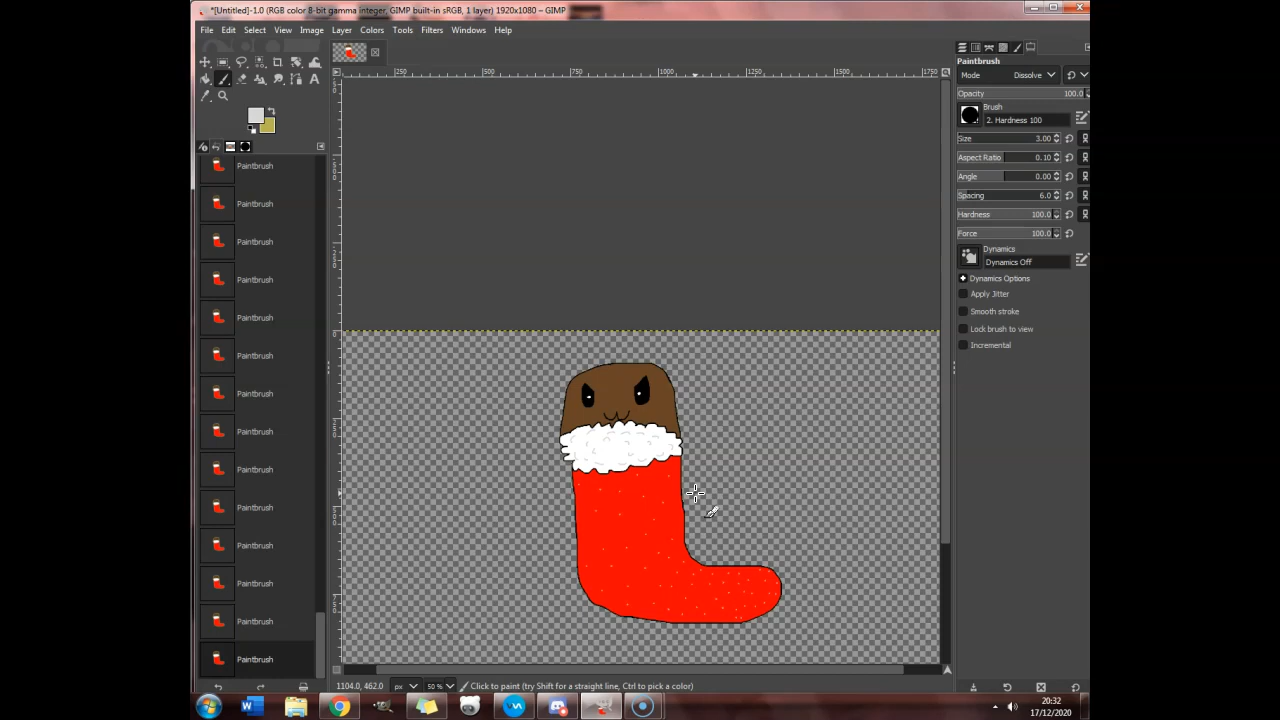 *[Untitled]-1.0 (RGB color 8-bit gamma integer, GIMP built-in sRGB, 1 layer) 1920x1080 – GIMP
File Edit Select View Image Layer Colors Tools Filters Windows Help
250 500 750 1000 1250 1500 1750
Paintbrush
Mode Dissolve
Opacity 100.0
Brush
2. Hardness 100
Size 3.00
Aspect Ratio 0.10
Angle 0.00
Spacing 6.0
Hardness 100.0
Force 100.0
Dynamics
Dynamics Off
Dynamics Options
Apply Jitter
Smooth stroke
Lock brush to view
Incremental
Paintbrush
Paintbrush
Paintbrush
Paintbrush
Paintbrush
Paintbrush
Paintbrush
Paintbrush
Paintbrush
Paintbrush
Paintbrush
Paintbrush
Paintbrush
Paintbrush
1104.0, 462.0 px 50 % Click to paint (try Shift for a straight line, Ctrl to pick a color)
20:32
17/12/2020